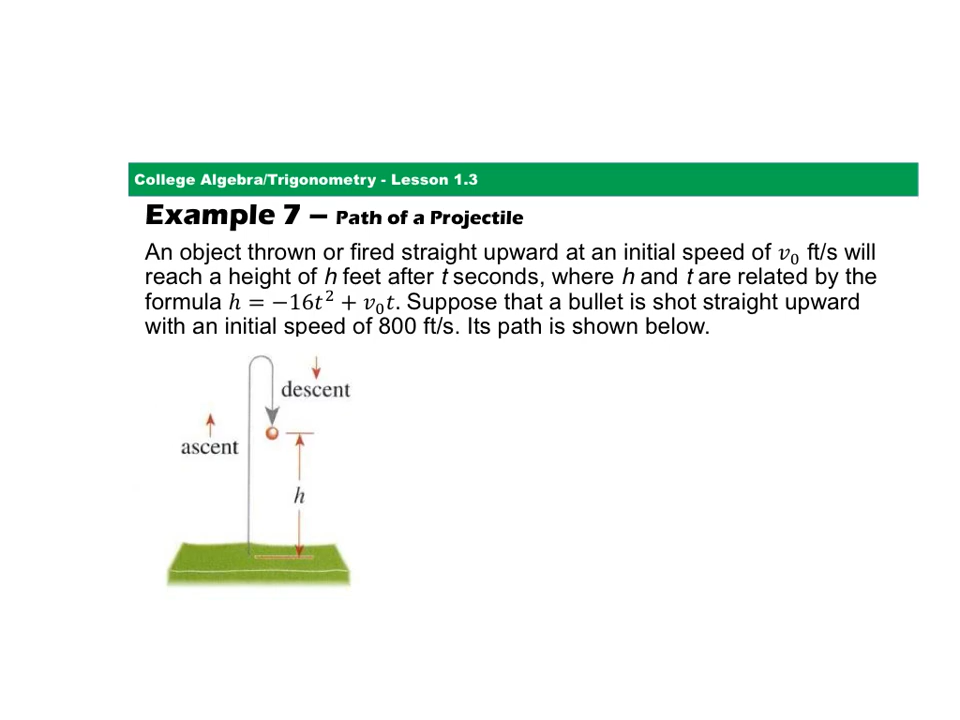 College Algebra/Trigonometry - Lesson 1.3
Example 7 – Path of a Projectile
An object thrown or fired straight upward at an initial speed of v₀ ft/s will
reach a height of h feet after t seconds, where h and t are related by the
formula h = −16t² + v₀t. Suppose that a bullet is shot straight upward
with an initial speed of 800 ft/s. Its path is shown below.
descent
ascent
h